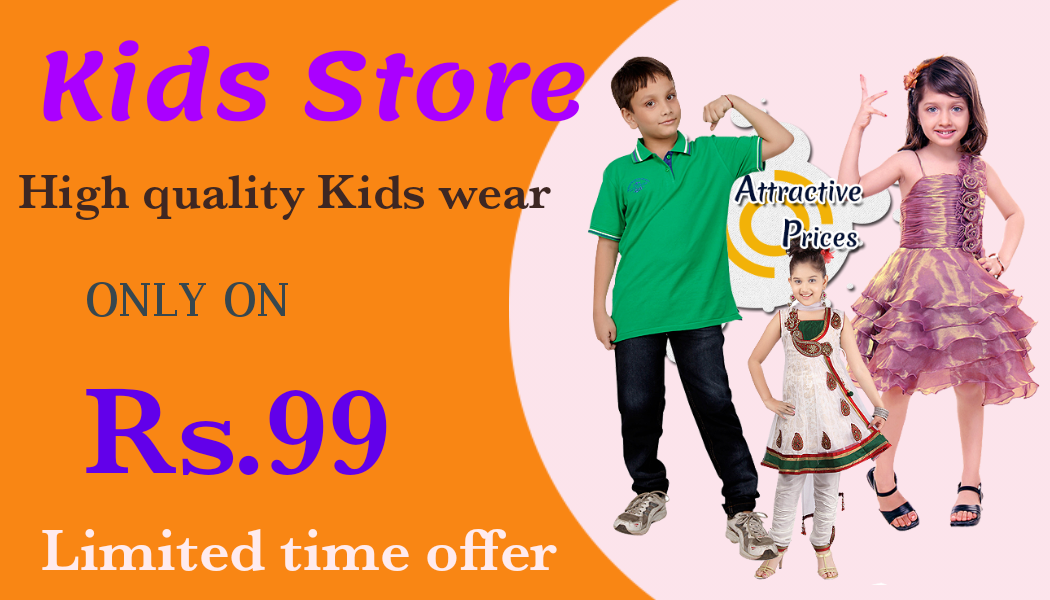 Kids Store
High quality Kids wear
ONLY ON
Rs.99
Limited time offer
Attractive
Prices